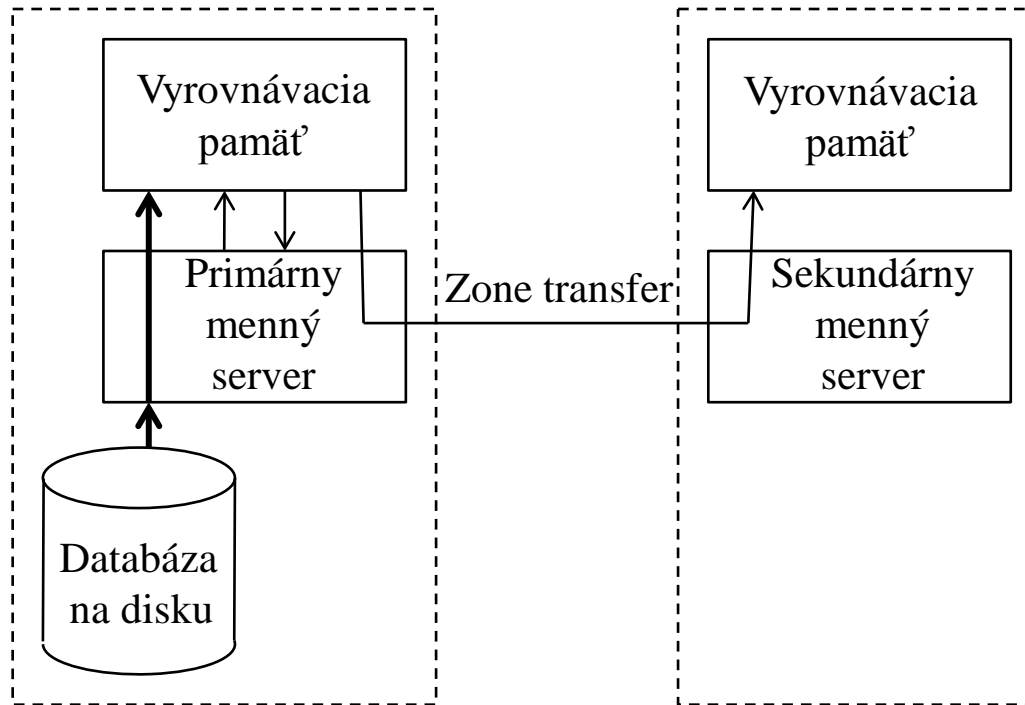 Vyrovnávacia
pamäť
Vyrovnávacia
pamäť
Primárny
menný
server
Zone transfer
Sekundárny
menný
server
Databáza
na disku